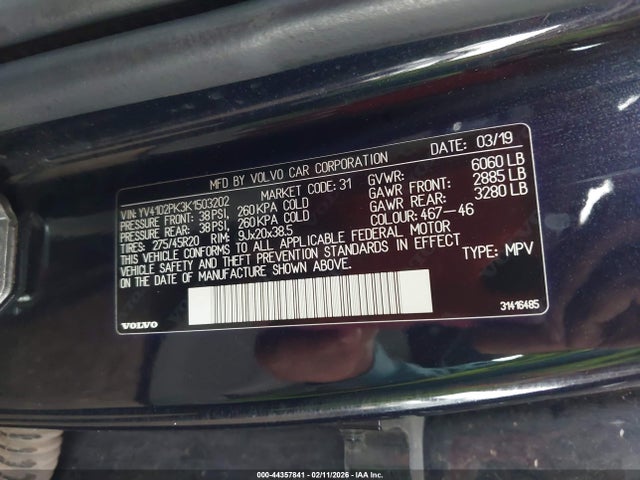 MFD BY VOLVO CAR CORPORATION DATE: 03/19
VIN: YV4102PK3K1503202 MARKET CODE: 31 GVWR: 6060 LB
PRESSURE FRONT: 38PSI, 260KPA COLD GAWR FRONT: 2885 LB
PRESSURE REAR: 38PSI, 260KPA COLD GAWR REAR: 3280 LB
TIRES: 275/45R20 RIM: 9Jx20x38.5 COLOUR: 467-46
THIS VEHICLE CONFORMS TO ALL APPLICABLE FEDERAL MOTOR
VEHICLE SAFETY AND THEFT PREVENTION STANDARDS IN EFFECT
ON THE DATE OF MANUFACTURE SHOWN ABOVE. TYPE: MPV
VOLVO 31416485
000-44357841 - 02/11/2026 - IAA Inc.